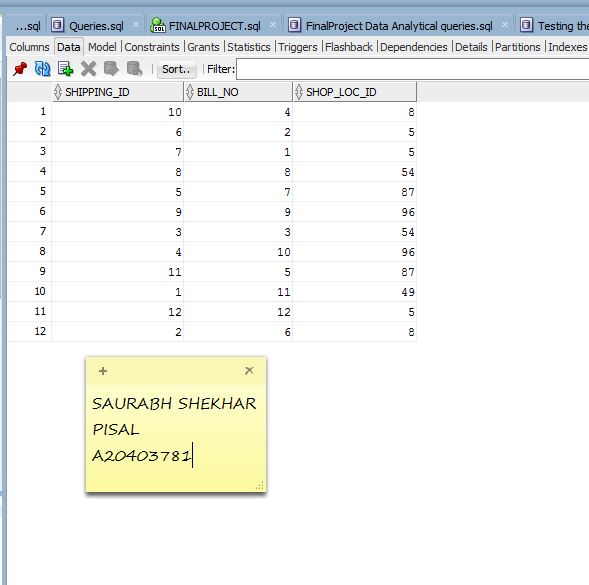 ...sql Queries.sql FINALPROJECT.sql FinalProject Data Analytical queries.sql Testing the
Columns Data Model Constraints Grants Statistics Triggers Flashback Dependencies Details Partitions Indexes
Sort.. Filter:
SHIPPING_ID BILL_NO SHOP_LOC_ID
1 10 4 8
2 6 2 5
3 7 1 5
4 8 8 54
5 5 7 87
6 9 9 96
7 3 3 54
8 4 10 96
9 11 5 87
10 1 11 49
11 12 12 5
12 2 6 8
SAURABH SHEKHAR
PISAL
A20403781